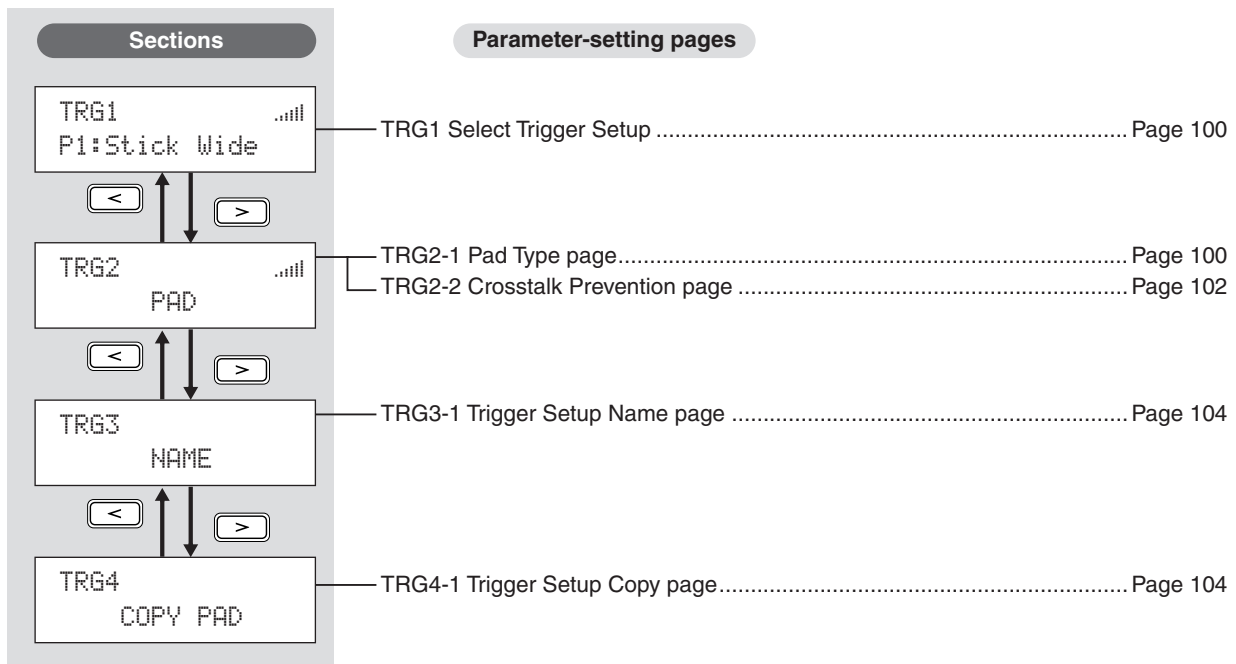 Sections
Parameter-setting pages
TRG1
P1:Stick Wide
TRG1 Select Trigger Setup ................................................................................ Page 100
<
>
TRG2
PAD
TRG2-1 Pad Type page..................................................................................... Page 100
TRG2-2 Crosstalk Prevention page ................................................................. Page 102
<
>
TRG3
NAME
TRG3-1 Trigger Setup Name page .................................................................. Page 104
<
>
TRG4
COPY PAD
TRG4-1 Trigger Setup Copy page.................................................................... Page 104